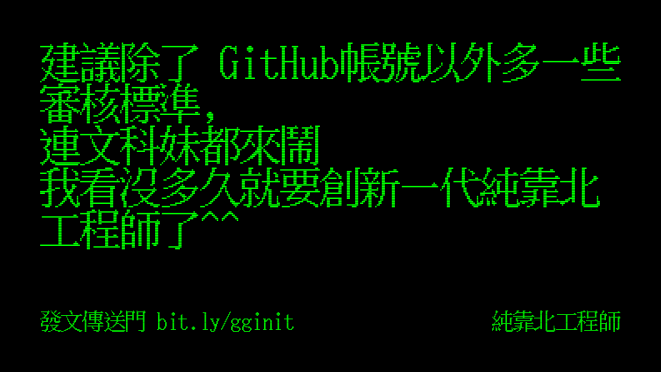 建議除了 GitHub帳號以外多一些
審核標準,
連文科妹都來鬧
我看沒多久就要創新一代純靠北
工程師了^^
發文傳送門 bit.ly/gginit
純靠北工程師